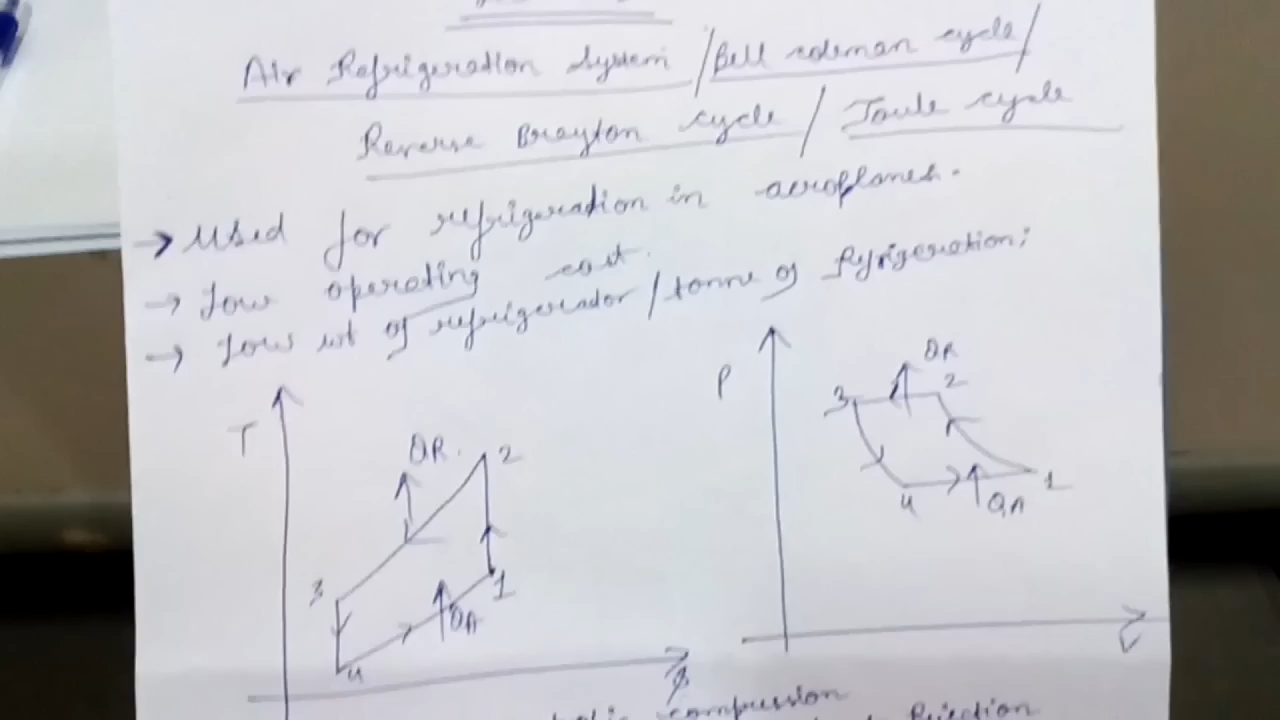 Air Refrigeration System / Bell coleman cycle /
Reverse Brayton cycle / Joule cycle
→ Used for refrigeration in aeroplanes.
→ Low operating cost.
→ Low wt of refrigerator / tonne of refrigeration;
T
QR
2
3
1
QA
4
P
QR
3
2
4
QA
1
compression
Rejection